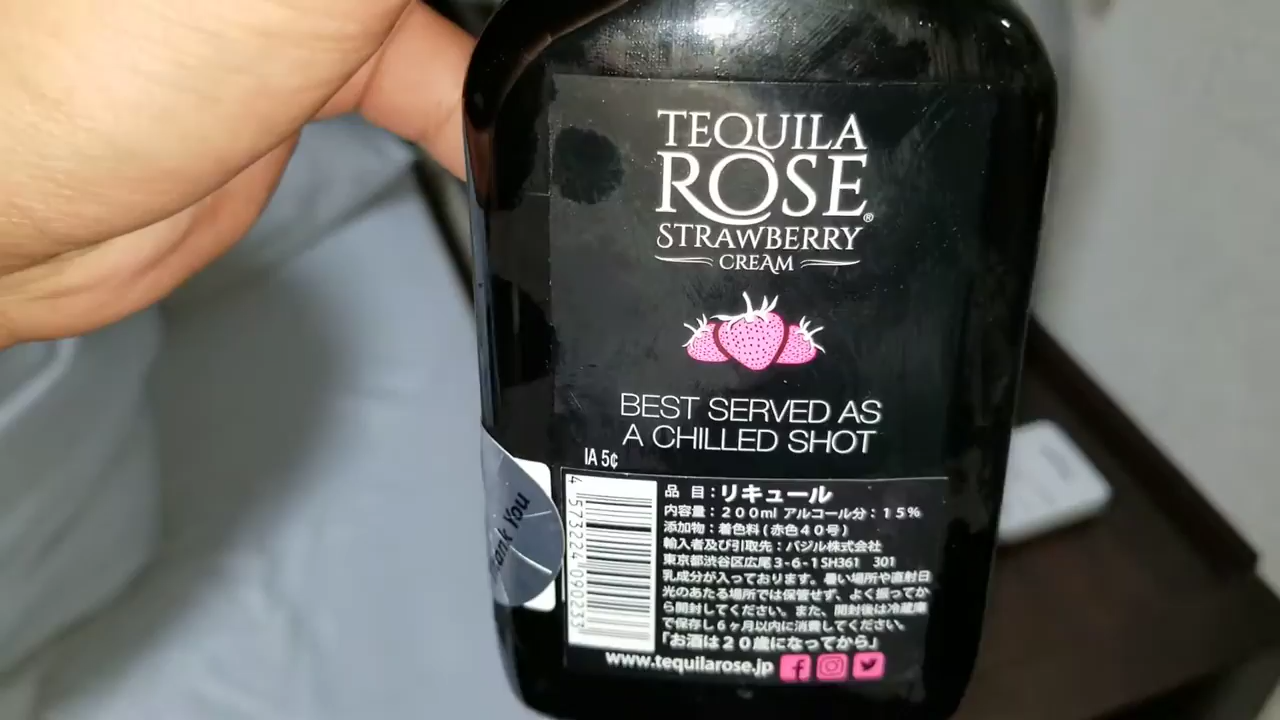 TEQUILA
ROSE®
STRAWBERRY
CREAM
BEST SERVED AS
A CHILLED SHOT
IA 5¢
4 573224 090233
品 目：リキュール
内容量：200ml アルコール分：15%
添加物：着色料(赤色40号)
輸入者及び引取先：バジル株式会社
東京都渋谷区広尾3-6-1SH361 301
乳成分が入っております。暑い場所や直射日
光のあたる場所では保管せず、よく振ってか
ら開封してください。また、開封後は冷蔵庫
で保存し6ヶ月以内に消費してください。
「お酒は20歳になってから」
www.tequilarose.jp
You